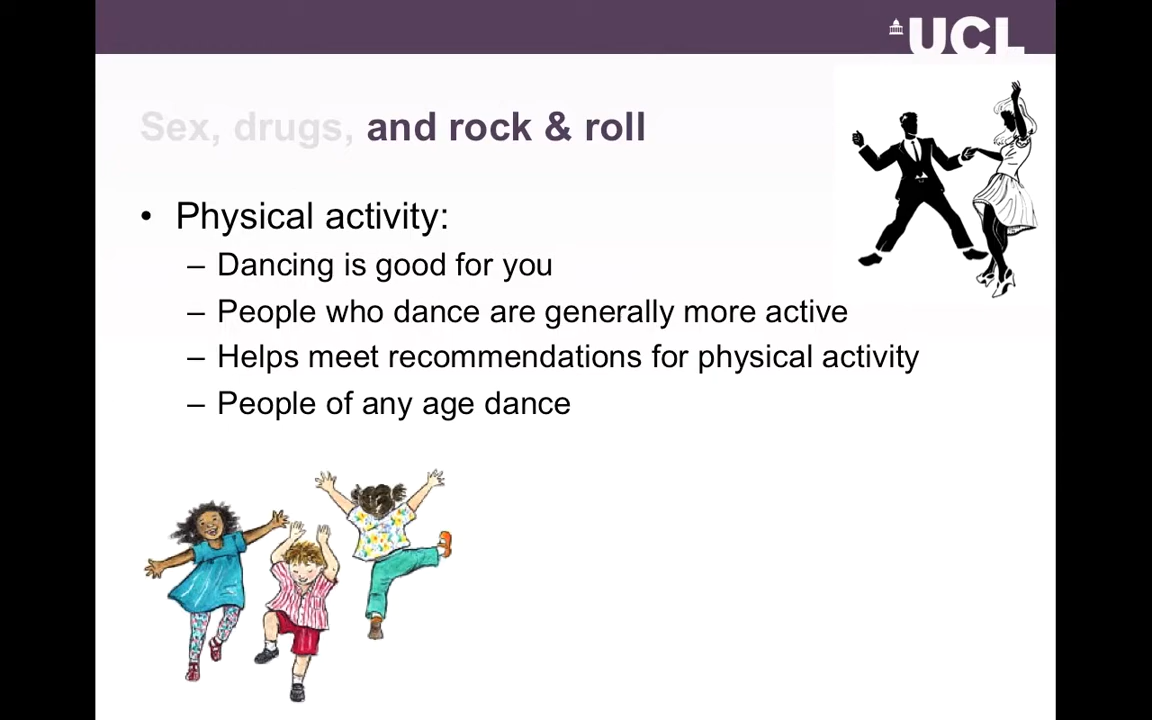 UCL
Sex, drugs, and rock & roll
• Physical activity:
– Dancing is good for you
– People who dance are generally more active
– Helps meet recommendations for physical activity
– People of any age dance